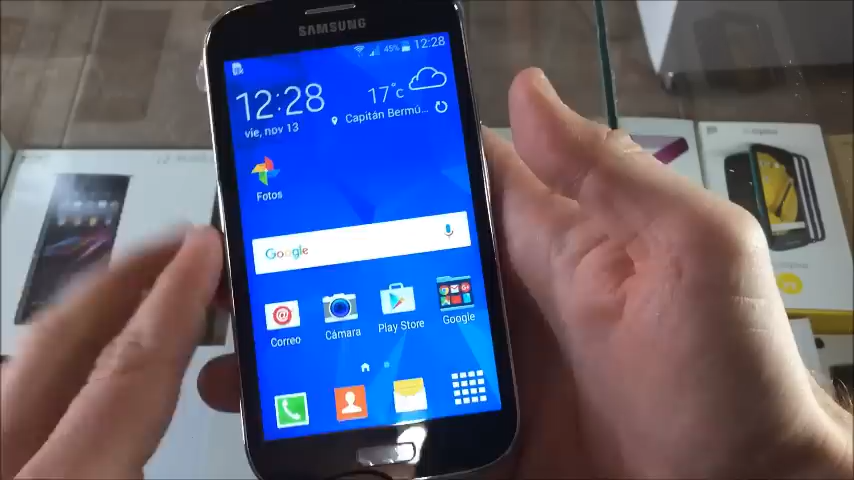 SAMSUNG
45% 12:28
12:28
17°c
vie, nov 13
Capitán Bermú...
Fotos
Google
Correo
Cámara
Play Store
Google